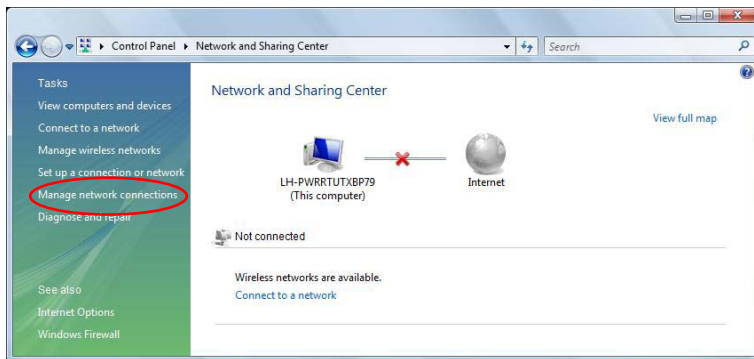 Control Panel ▸ Network and Sharing Center
Search
Tasks
View computers and devices
Connect to a network
Manage wireless networks
Set up a connection or network
Manage network connections
Diagnose and repair
See also
Internet Options
Windows Firewall
Network and Sharing Center
View full map
LH-PWRRTUTXBP79
(This computer)
Internet
Not connected
Wireless networks are available.
Connect to a network